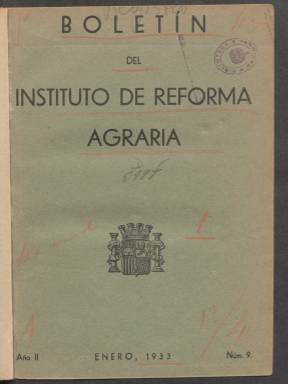 BOLETÍN
DEL
INSTITUTO DE REFORMA
AGRARIA
Año II
ENERO, 1933
Núm. 9.